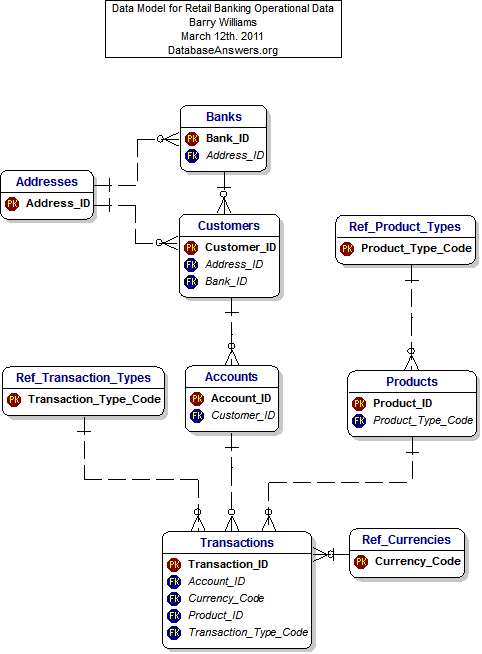 Data Model for Retail Banking Operational Data
Barry Williams
March 12th. 2011
DatabaseAnswers.org
Banks
PK Bank_ID
FK Address_ID
Addresses
PK Address_ID
Customers
PK Customer_ID
FK Address_ID
FK Bank_ID
Ref_Product_Types
PK Product_Type_Code
Ref_Transaction_Types
PK Transaction_Type_Code
Accounts
PK Account_ID
FK Customer_ID
Products
PK Product_ID
FK Product_Type_Code
Transactions
PK Transaction_ID
FK Account_ID
FK Currency_Code
FK Product_ID
FK Transaction_Type_Code
Ref_Currencies
PK Currency_Code